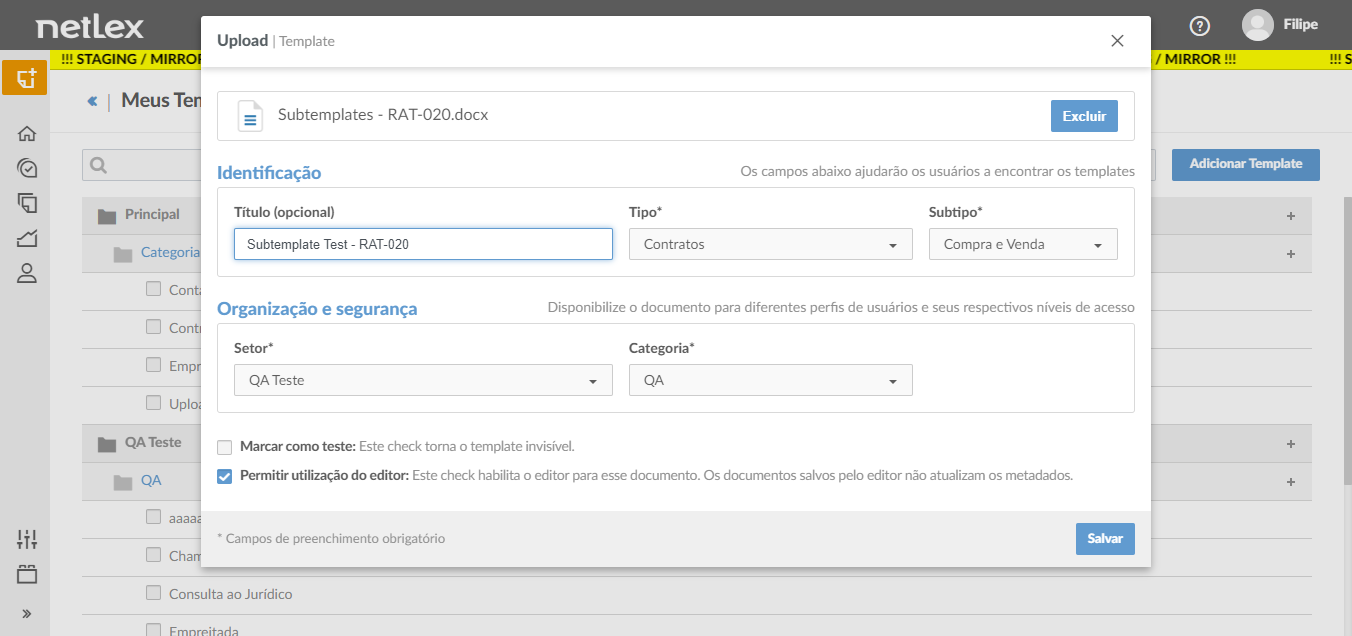 netlex
Filipe
!!! STAGING / MIRROR
/ MIRROR !!!
!!! S
Upload | Template
« | Meus Tem
Subtemplates - RAT-020.docx
Excluir
Adicionar Template
Identificação
Os campos abaixo ajudarão os usuários a encontrar os templates
Título (opcional)
Tipo*
Subtipo*
Subtemplate Test - RAT-020
Contratos
Compra e Venda
Organização e segurança
Disponibilize o documento para diferentes perfis de usuários e seus respectivos níveis de acesso
Setor*
Categoria*
QA Teste
QA
Marcar como teste: Este check torna o template invisível.
Permitir utilização do editor: Este check habilita o editor para esse documento. Os documentos salvos pelo editor não atualizam os metadados.
* Campos de preenchimento obrigatório
Salvar
Principal
Categoria
Conta
Contr
Empr
Uploa
QA Teste
QA
aaaaa
Cham
Consulta ao Jurídico
Empreitada